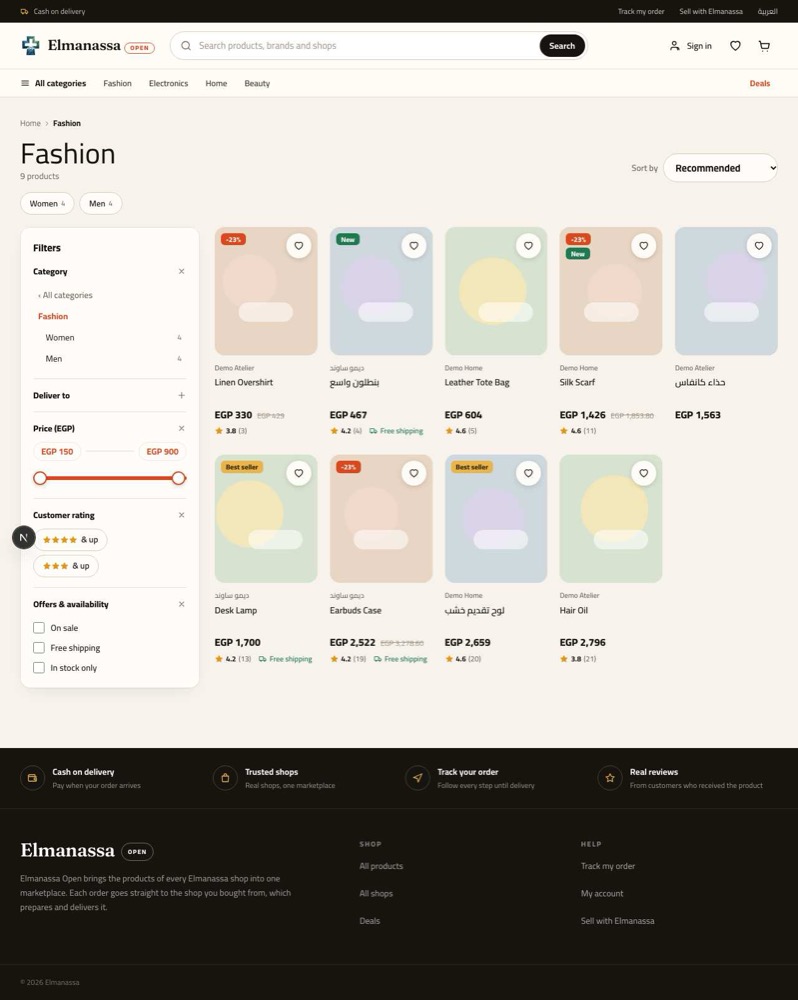 Cash on delivery
Track my order
Sell with Elmanassa
العربية
Elmanassa OPEN
Search products, brands and shops
Search
Sign in
All categories
Fashion
Electronics
Home
Beauty
Deals
Home › Fashion
Fashion
9 products
Sort by
Recommended
Women 4
Men 4
Filters
Category
‹ All categories
Fashion
Women 4
Men 4
Deliver to
Price (EGP)
EGP 150
EGP 900
Customer rating
& up
& up
Offers & availability
On sale
Free shipping
In stock only
-23%
Demo Atelier
Linen Overshirt
EGP 330 EGP 429
3.8 (3)
New
ديمو ساوند
بنطلون واسع
EGP 467
4.2 (4) Free shipping
Demo Home
Leather Tote Bag
EGP 604
4.6 (5)
-23%
New
Demo Home
Silk Scarf
EGP 1,426 EGP 1,853.80
4.6 (11)
Demo Atelier
حذاء كانفاس
EGP 1,563
Best seller
ديمو ساوند
Desk Lamp
EGP 1,700
4.2 (13) Free shipping
-23%
ديمو ساوند
Earbuds Case
EGP 2,522 EGP 3,278.60
4.2 (19) Free shipping
Best seller
Demo Home
لوح تقديم خشب
EGP 2,659
4.6 (20)
Demo Atelier
Hair Oil
EGP 2,796
3.8 (21)
N
Cash on delivery
Pay when your order arrives
Trusted shops
Real shops, one marketplace
Track your order
Follow every step until delivery
Real reviews
From customers who received the product
Elmanassa OPEN
Elmanassa Open brings the products of every Elmanassa shop into one
marketplace. Each order goes straight to the shop you bought from, which
prepares and delivers it.
SHOP
All products
All shops
Deals
HELP
Track my order
My account
Sell with Elmanassa
© 2026 Elmanassa